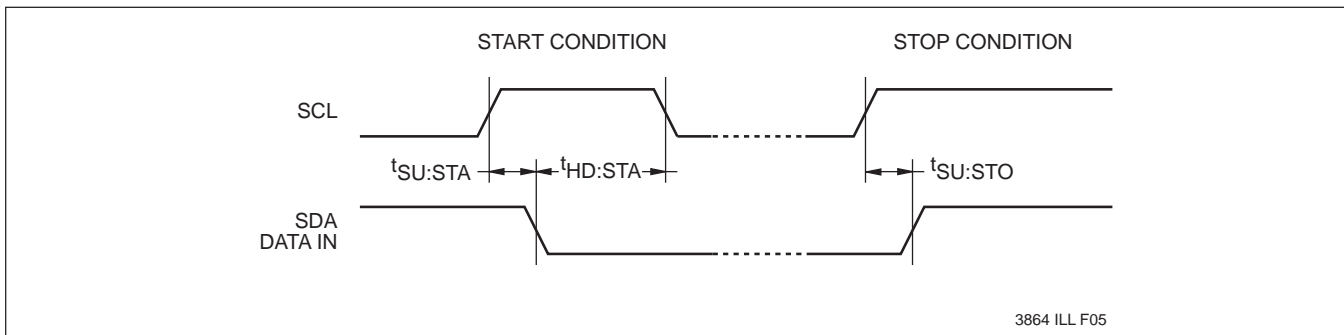 START CONDITION
STOP CONDITION
SCL
tSU:STA
tHD:STA
tSU:STO
SDA
DATA IN
3864 ILL F05